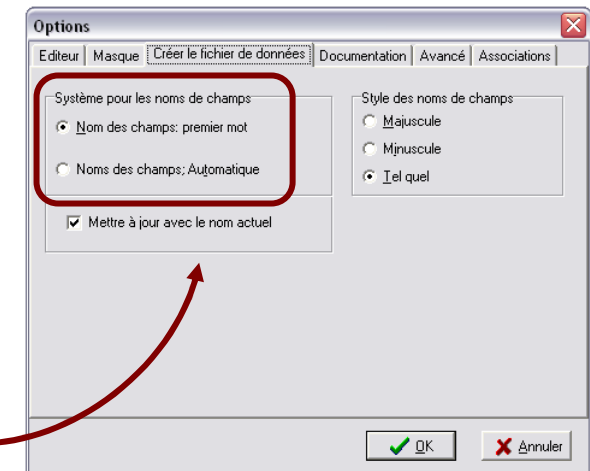 Options
Editeur Masque Créer le fichier de données Documentation Avancé Associations
Système pour les noms de champs
Nom des champs: premier mot
Noms des champs; Automatique
Mettre à jour avec le nom actuel
Style des noms de champs
Majuscule
Minuscule
Tel quel
OK Annuler